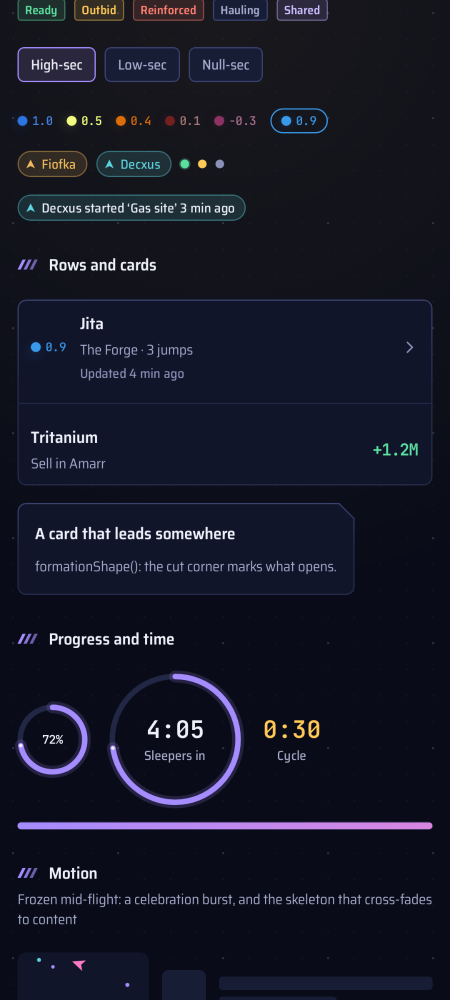 Ready Outbid Reinforced Hauling Shared
High-sec Low-sec Null-sec
1.0 0.5 0.4 0.1 -0.3 0.9
Fiofka Decxus
Decxus started ‘Gas site’ 3 min ago
Rows and cards
Jita
0.9 The Forge · 3 jumps
Updated 4 min ago
Tritanium
+1.2M
Sell in Amarr
A card that leads somewhere
formationShape(): the cut corner marks what opens.
Progress and time
72% 4:05 0:30
Sleepers in Cycle
Motion
Frozen mid-flight: a celebration burst, and the skeleton that cross-fades
to content